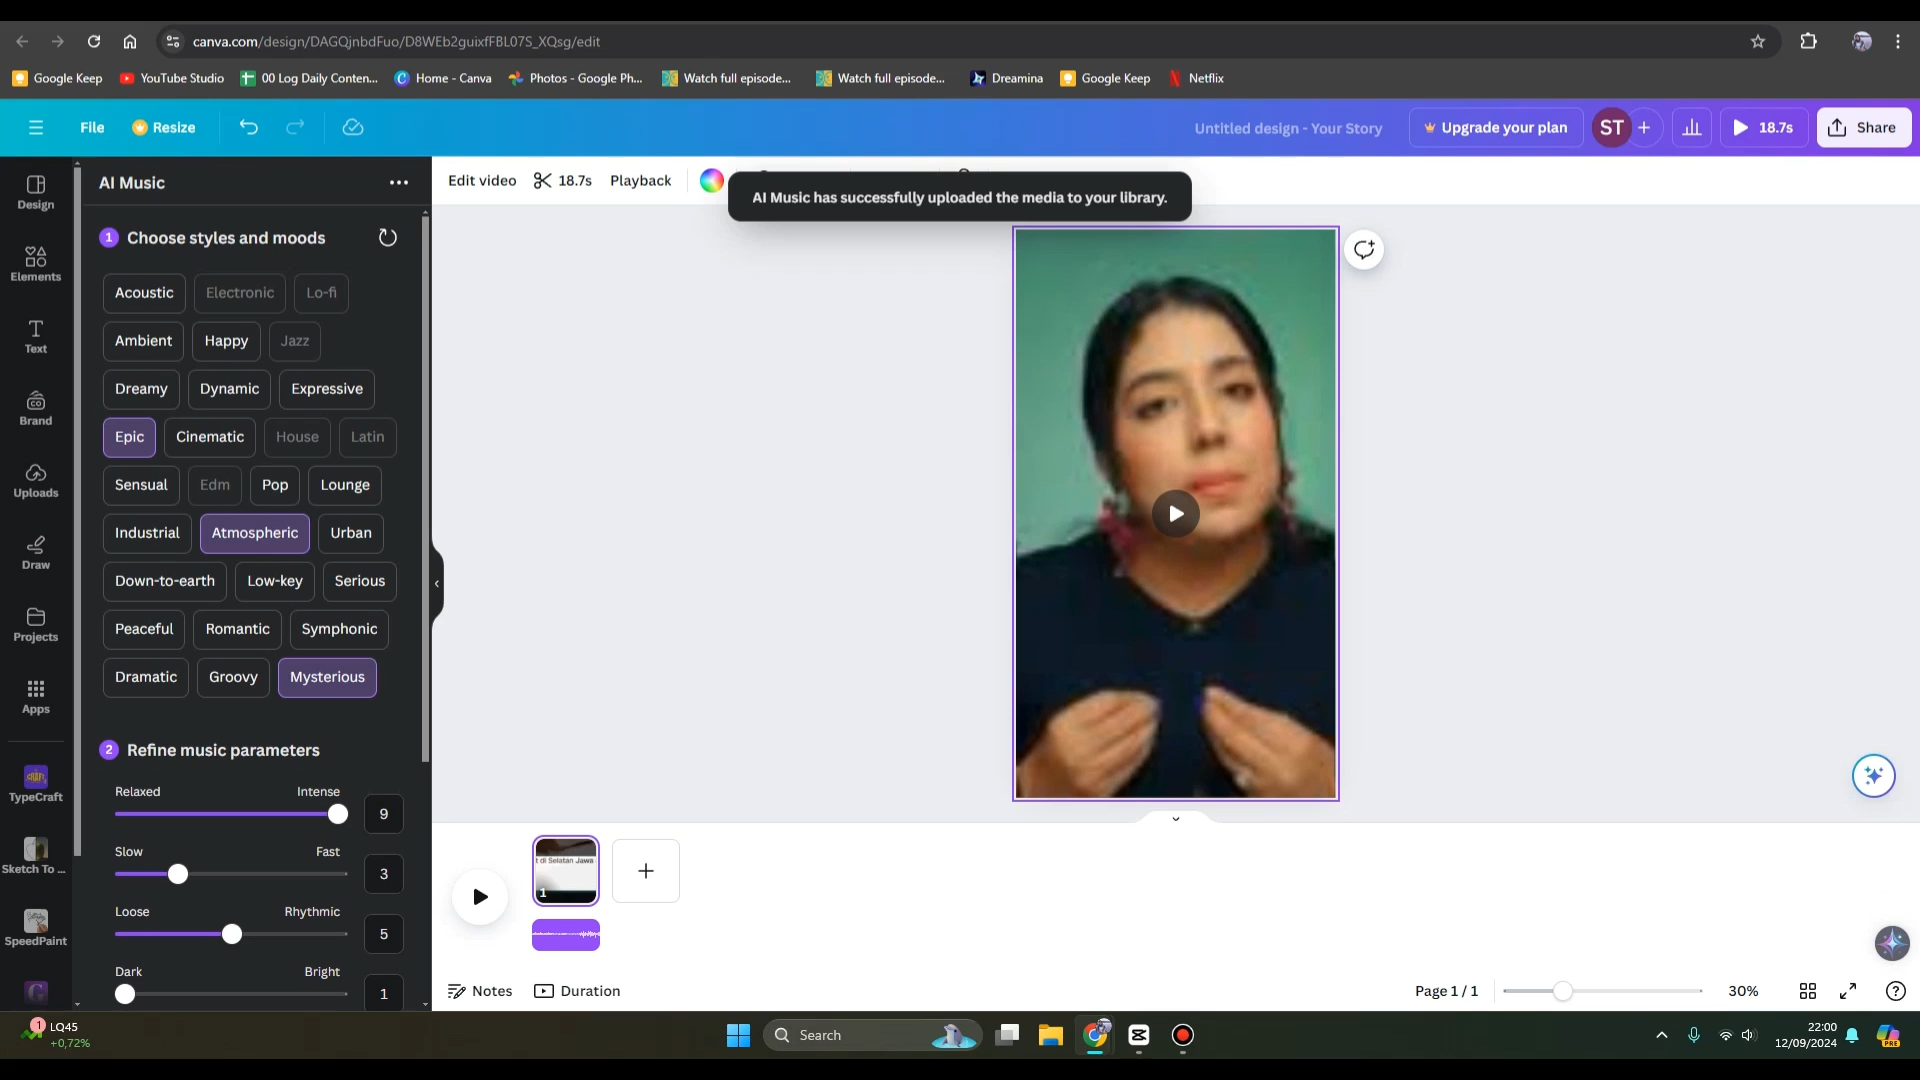 canva.com/design/DAGQjnbdFuo/D8WEb2guixfFBL07S_XQsg/edit
Google Keep
YouTube Studio
00 Log Daily Conten...
Home - Canva
Photos - Google Ph...
Watch full episode...
Watch full episode...
Dreamina
Google Keep
Netflix
File
Resize
Untitled design - Your Story
Upgrade your plan
ST
18.7s
Share
Design
Elements
Text
Brand
Uploads
Draw
Projects
Apps
TypeCraft
Sketch To ...
SpeedPaint
AI Music
1 Choose styles and moods
Acoustic Electronic Lo-fi
Ambient Happy Jazz
Dreamy Dynamic Expressive
Epic Cinematic House Latin
Sensual Edm Pop Lounge
Industrial Atmospheric Urban
Down-to-earth Low-key Serious
Peaceful Romantic Symphonic
Dramatic Groovy Mysterious
2 Refine music parameters
Relaxed Intense
9
Slow Fast
3
Loose Rhythmic
5
Dark Bright
1
Edit video 18.7s Playback
AI Music has successfully uploaded the media to your library.
t di Selatan Jawa
1
Notes Duration
Page 1 / 1
30%
1
LQ45
+0,72%
Search
22:00
12/09/2024
PRE